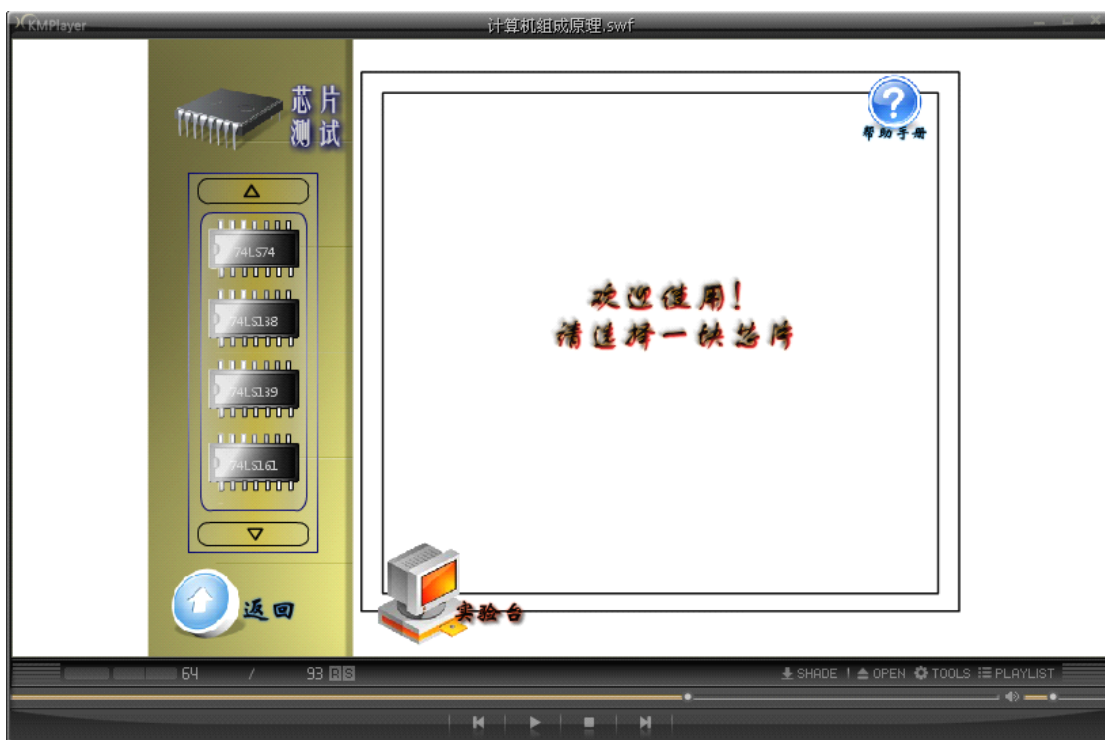 KMPlayer
计算机组成原理.swf
芯片
测试
帮助手册
74LS74
74LS138
74LS139
74LS161
欢迎使用!
请选择一块芯片
返回
实验台
64 / 93 RS
SHADE ! OPEN TOOLS PLAYLIST